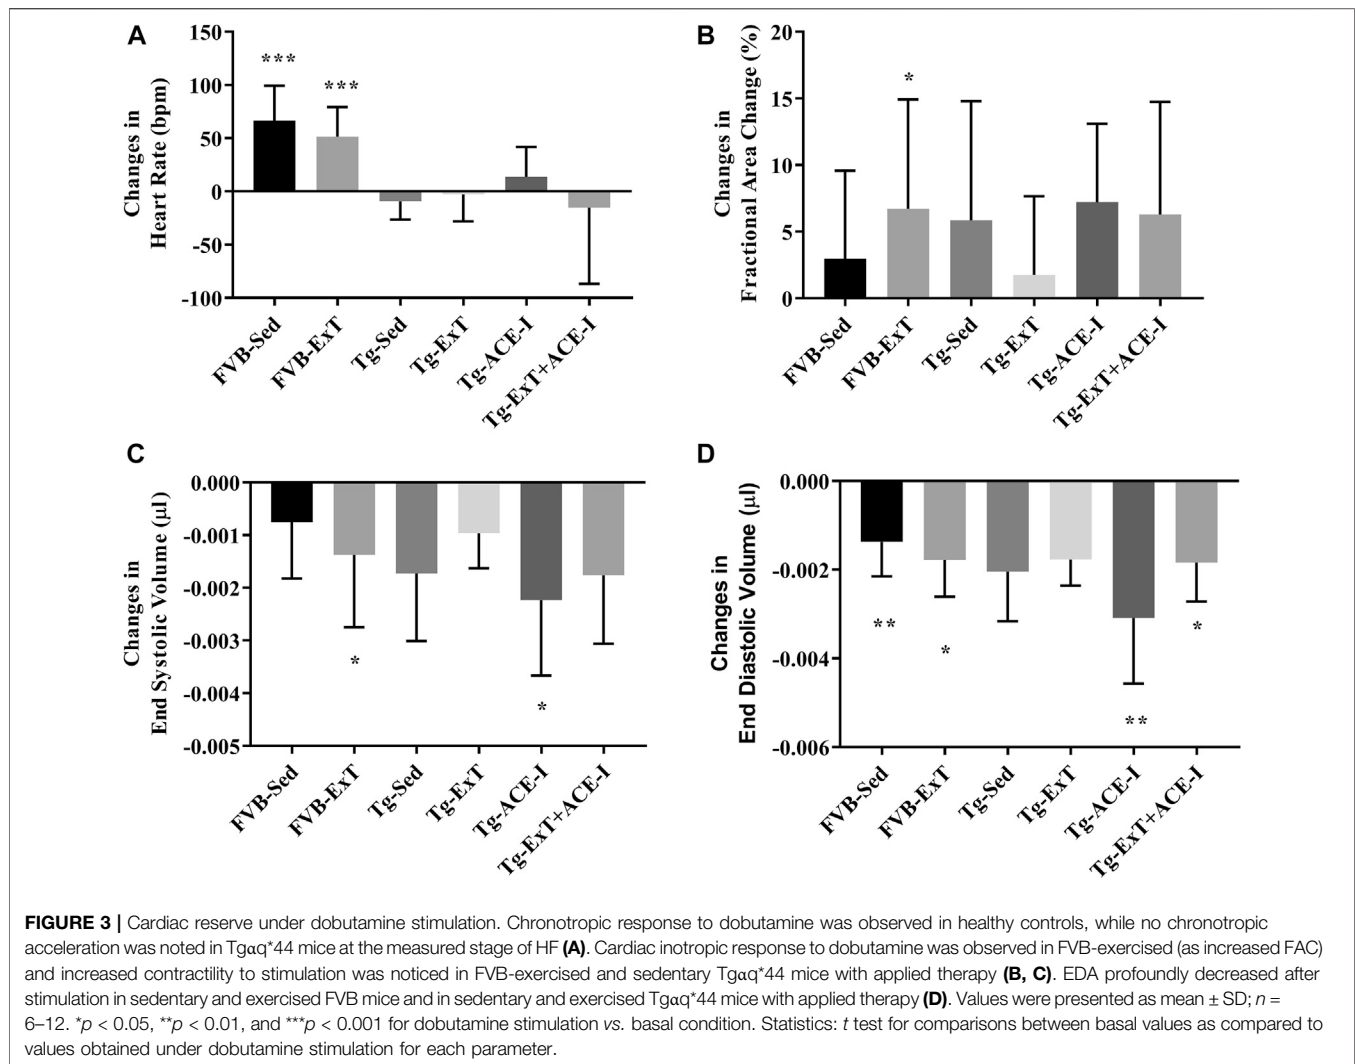 A
150
100
50
0
-50
-100
Changes in
Heart Rate (bpm)
***
***
FVB-Sed
FVB-ExT
Tg-Sed
Tg-ExT
Tg-ACE-I
Tg-ExT+ACE-I
B
20
15
10
5
0
Changes in
Fractional Area Change (%)
*
FVB-Sed
FVB-ExT
Tg-Sed
Tg-ExT
Tg-ACE-I
Tg-ExT+ACE-I
C
0.000
-0.001
-0.002
-0.003
-0.004
-0.005
Changes in
End Systolic Volume (µl)
*
*
FVB-Sed
FVB-ExT
Tg-Sed
Tg-ExT
Tg-ACE-I
Tg-ExT+ACE-I
D
0.000
-0.002
-0.004
-0.006
Changes in
End Diastolic Volume (µl)
**
*
**
*
FVB-Sed
FVB-ExT
Tg-Sed
Tg-ExT
Tg-ACE-I
Tg-ExT+ACE-I
FIGURE 3 | Cardiac reserve under dobutamine stimulation. Chronotropic response to dobutamine was observed in healthy controls, while no chronotropic
acceleration was noted in Tgαq*44 mice at the measured stage of HF (A). Cardiac inotropic response to dobutamine was observed in FVB-exercised (as increased FAC)
and increased contractility to stimulation was noticed in FVB-exercised and sedentary Tgαq*44 mice with applied therapy (B, C). EDA profoundly decreased after
stimulation in sedentary and exercised FVB mice and in sedentary and exercised Tgαq*44 mice with applied therapy (D). Values were presented as mean ± SD; n =
6–12. *p < 0.05, **p < 0.01, and ***p < 0.001 for dobutamine stimulation vs. basal condition. Statistics: t test for comparisons between basal values as compared to
values obtained under dobutamine stimulation for each parameter.